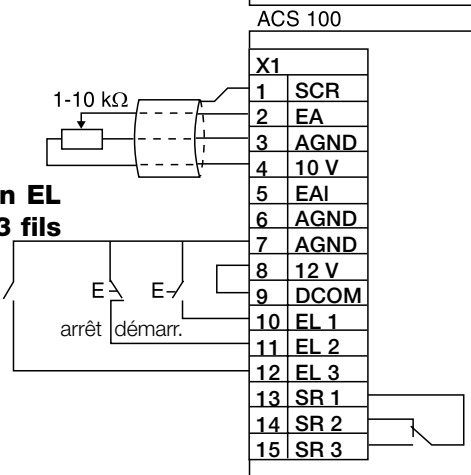 ACS 100
X1
1-10 kΩ
1 SCR
2 EA
3 AGND
4 10 V
n EL
3 fils
5 EAI
6 AGND
7 AGND
8 12 V
9 DCOM
E E
10 EL 1
arrêt démarr.
11 EL 2
12 EL 3
13 SR 1
14 SR 2
15 SR 3